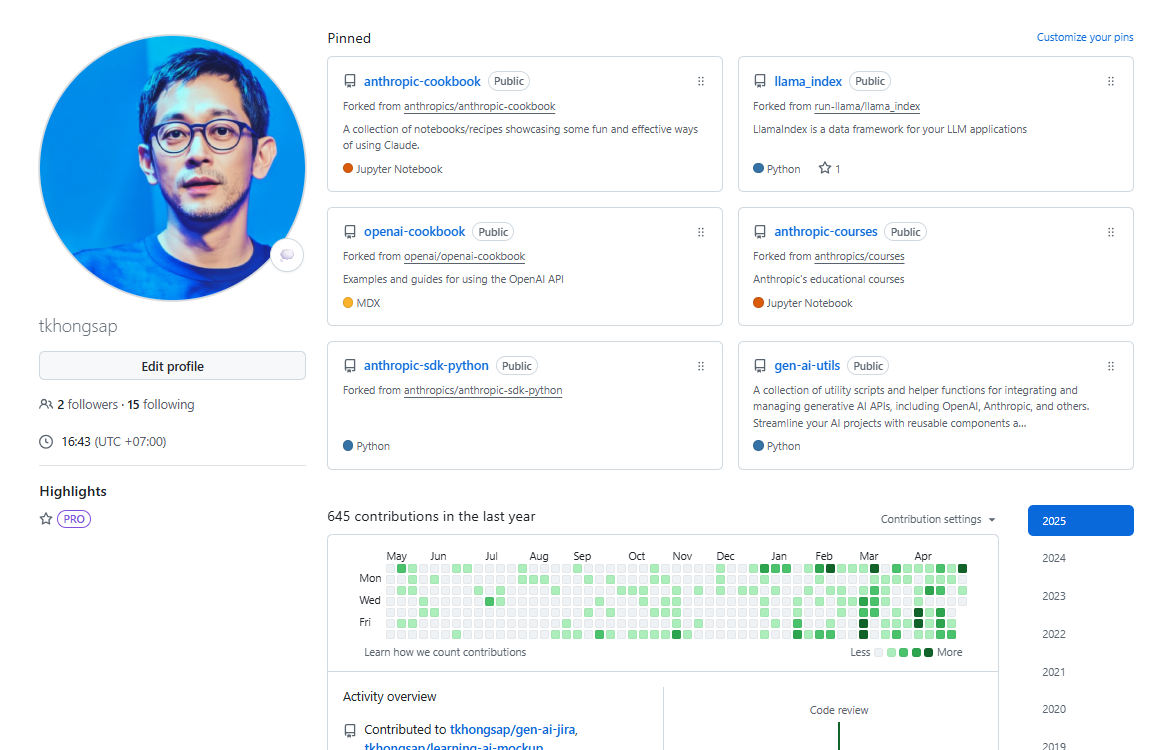 Pinned
Customize your pins
anthropic-cookbook Public
Forked from anthropics/anthropic-cookbook
A collection of notebooks/recipes showcasing some fun and effective ways
of using Claude.
Jupyter Notebook
llama_index Public
Forked from run-llama/llama_index
LlamaIndex is a data framework for your LLM applications
Python 1
openai-cookbook Public
Forked from openai/openai-cookbook
Examples and guides for using the OpenAI API
MDX
anthropic-courses Public
Forked from anthropics/courses
Anthropic's educational courses
Jupyter Notebook
anthropic-sdk-python Public
Forked from anthropics/anthropic-sdk-python
Python
gen-ai-utils Public
A collection of utility scripts and helper functions for integrating and
managing generative AI APIs, including OpenAI, Anthropic, and others.
Streamline your AI projects with reusable components a...
Python
tkhongsap
Edit profile
2 followers · 15 following
16:43 (UTC +07:00)
Highlights
PRO
645 contributions in the last year
Contribution settings
May Jun Jul Aug Sep Oct Nov Dec Jan Feb Mar Apr
Mon
Wed
Fri
Learn how we count contributions
Less More
2025
2024
2023
2022
2021
2020
2019
Activity overview
Contributed to tkhongsap/gen-ai-jira,
tkhongsap/learning-ai-mockup
Code review